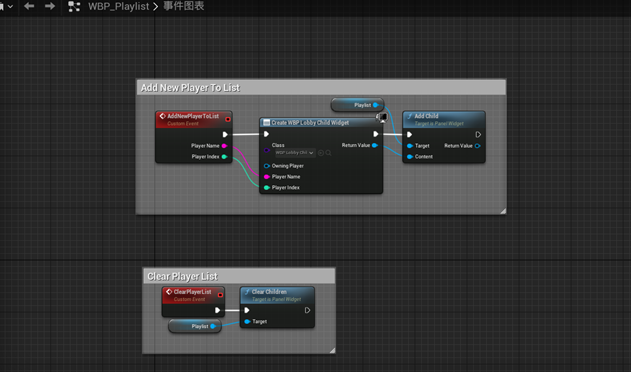 WBP_Playlist > 事件图表
Add New Player To List
Playlist
AddNewPlayerToList
Custom Event
Player Name
Player Index
Create WBP Lobby Child Widget
Class
WBP Lobby Chil
Return Value
Owning Player
Player Name
Player Index
Add Child
Target is Panel Widget
Target
Return Value
Content
Clear Player List
ClearPlayerList
Custom Event
Playlist
Clear Children
Target is Panel Widget
Target